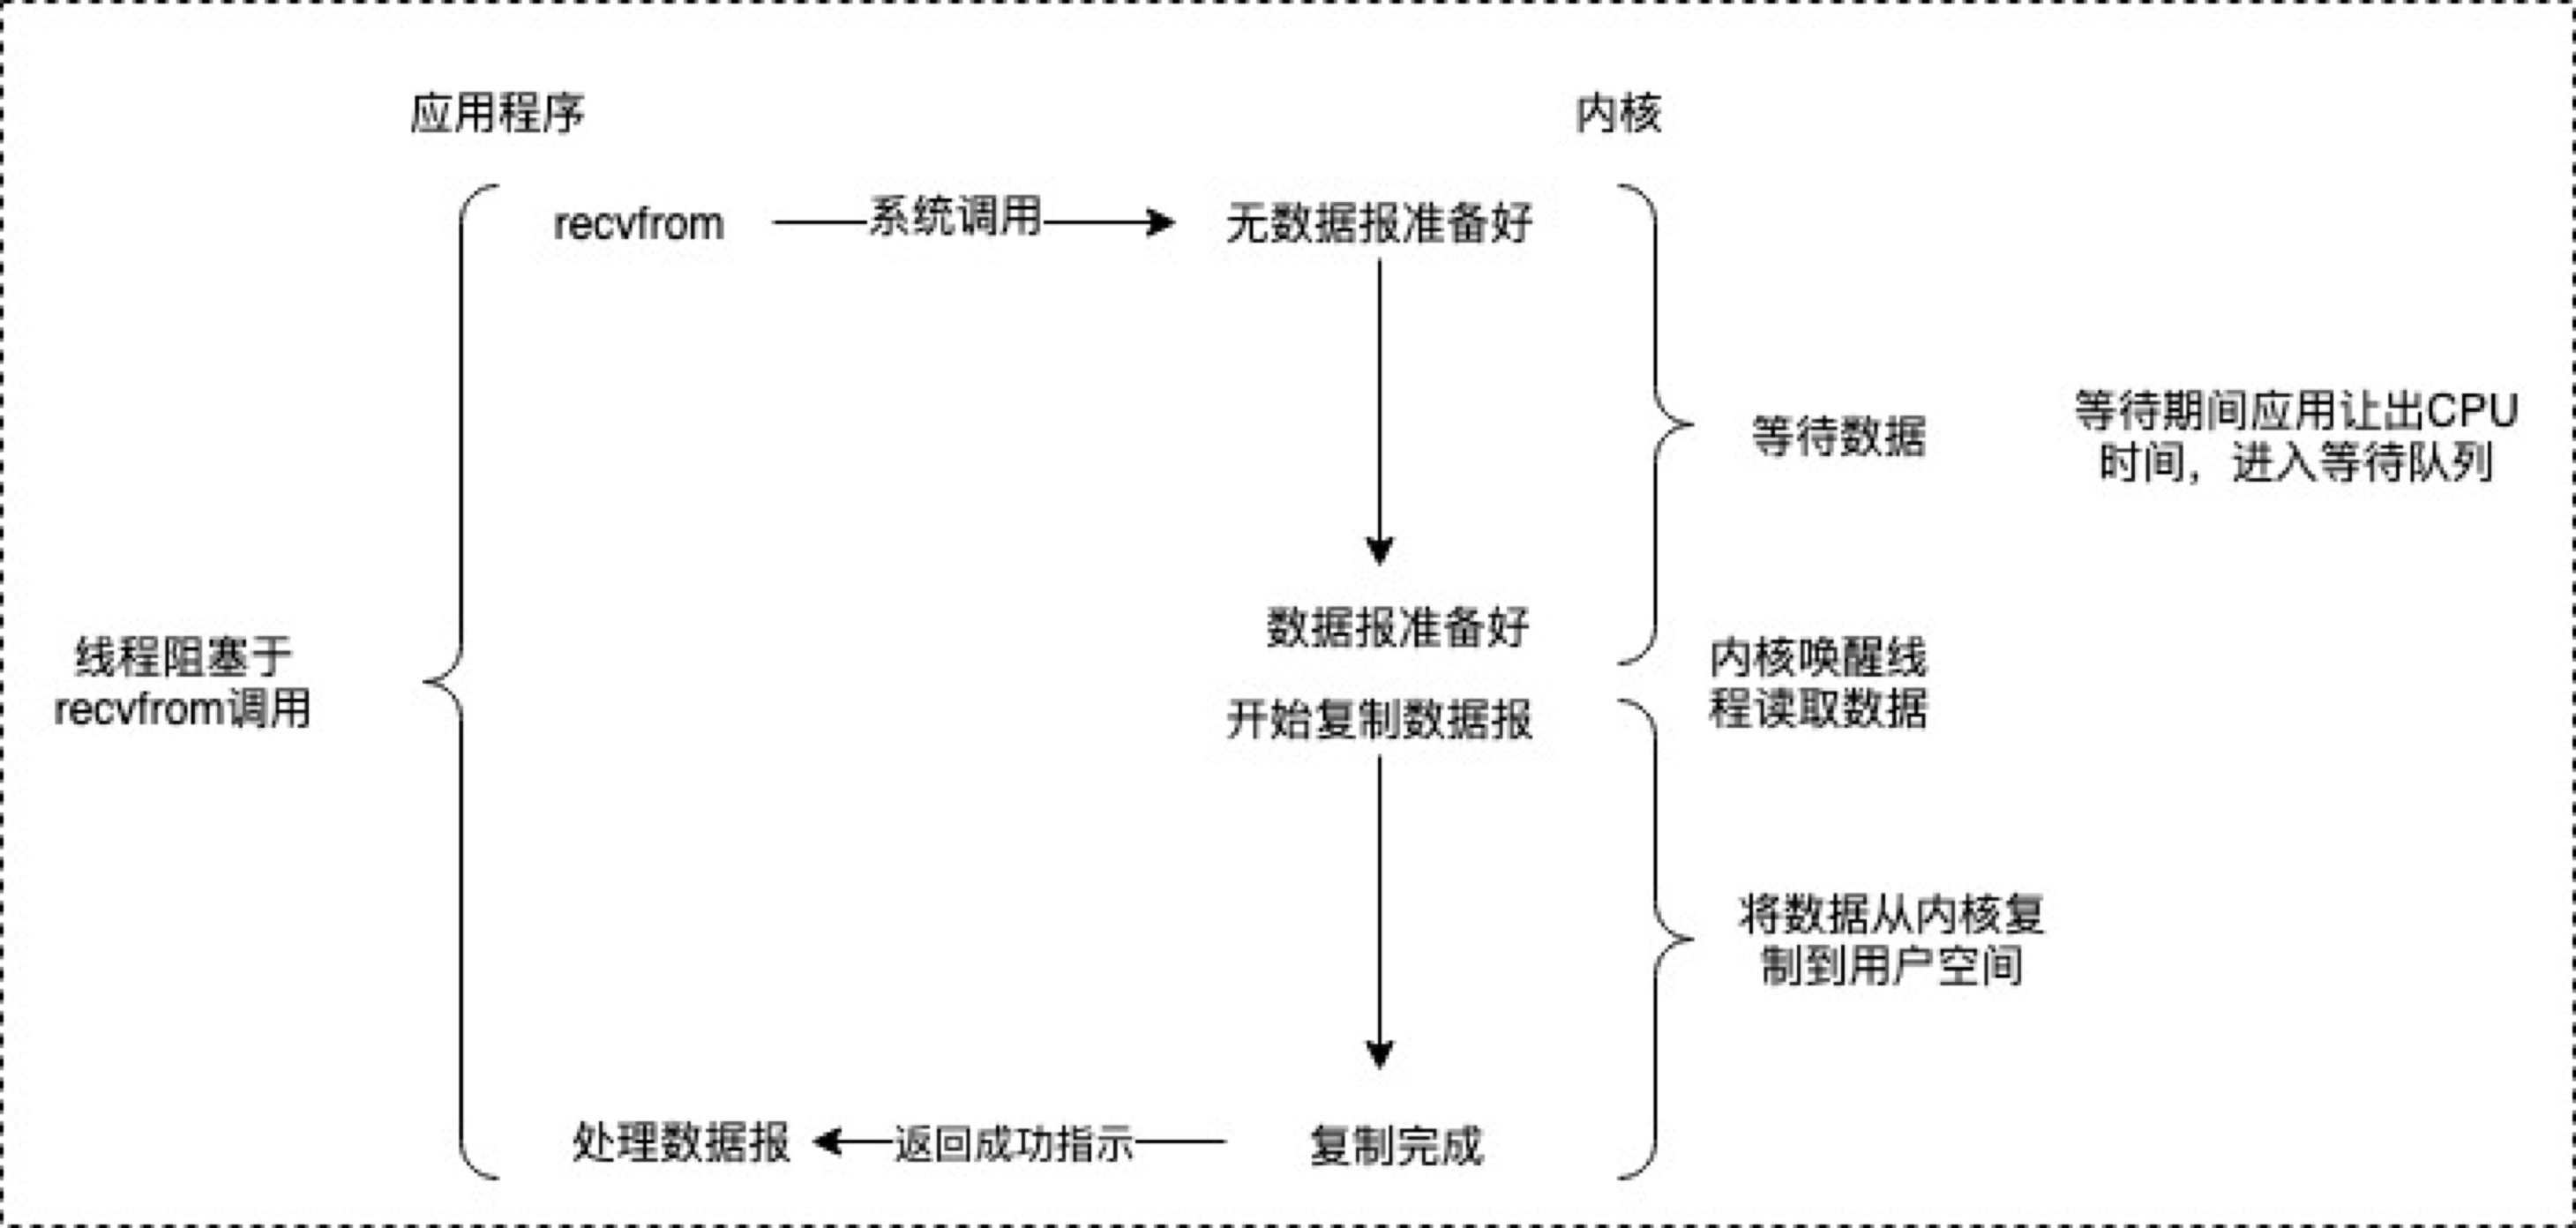 应用程序
内核
recvfrom
系统调用
无数据报准备好
等待数据
等待期间应用让出CPU
时间，进入等待队列
数据报准备好
线程阻塞于
recvfrom调用
内核唤醒线
程读取数据
开始复制数据报
将数据从内核复
制到用户空间
处理数据报
返回成功指示
复制完成